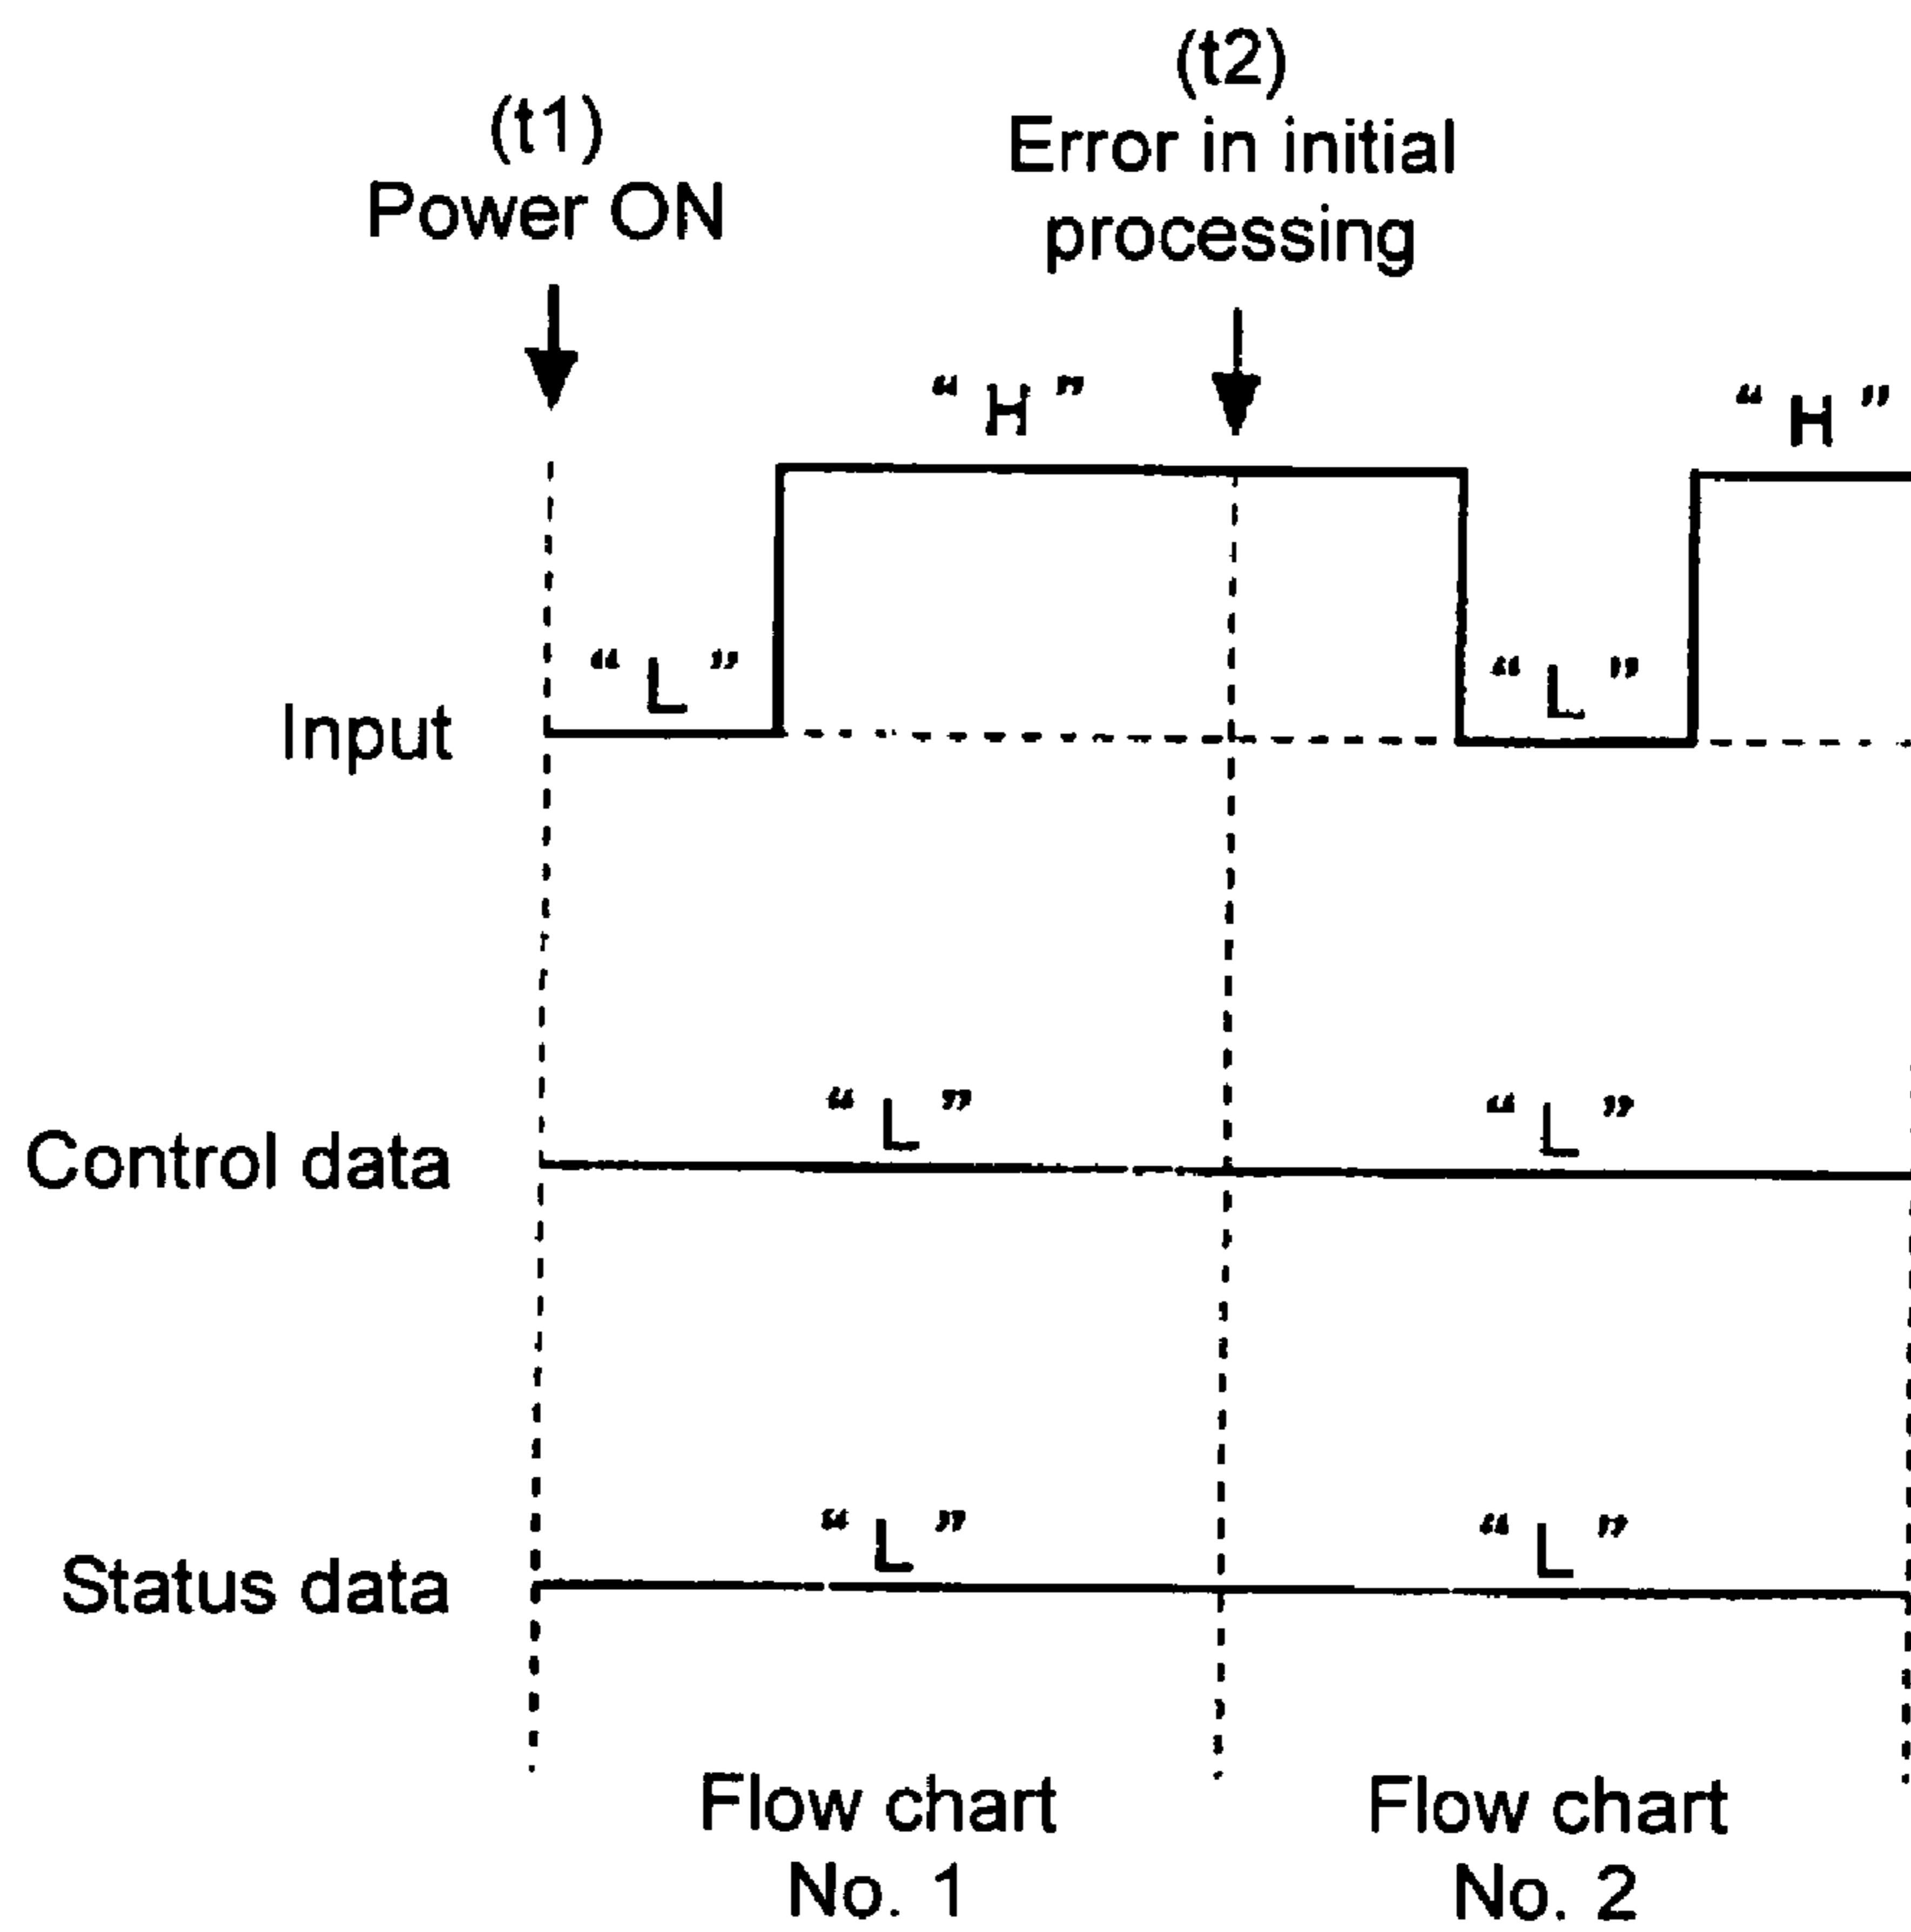 (t1)
Power ON
(t2)
Error in initial
processing
“H”
“H”
“L”
“L”
Input
“L”
“L”
Control data
“L”
“L”
Status data
Flow chart
No. 1
Flow chart
No. 2